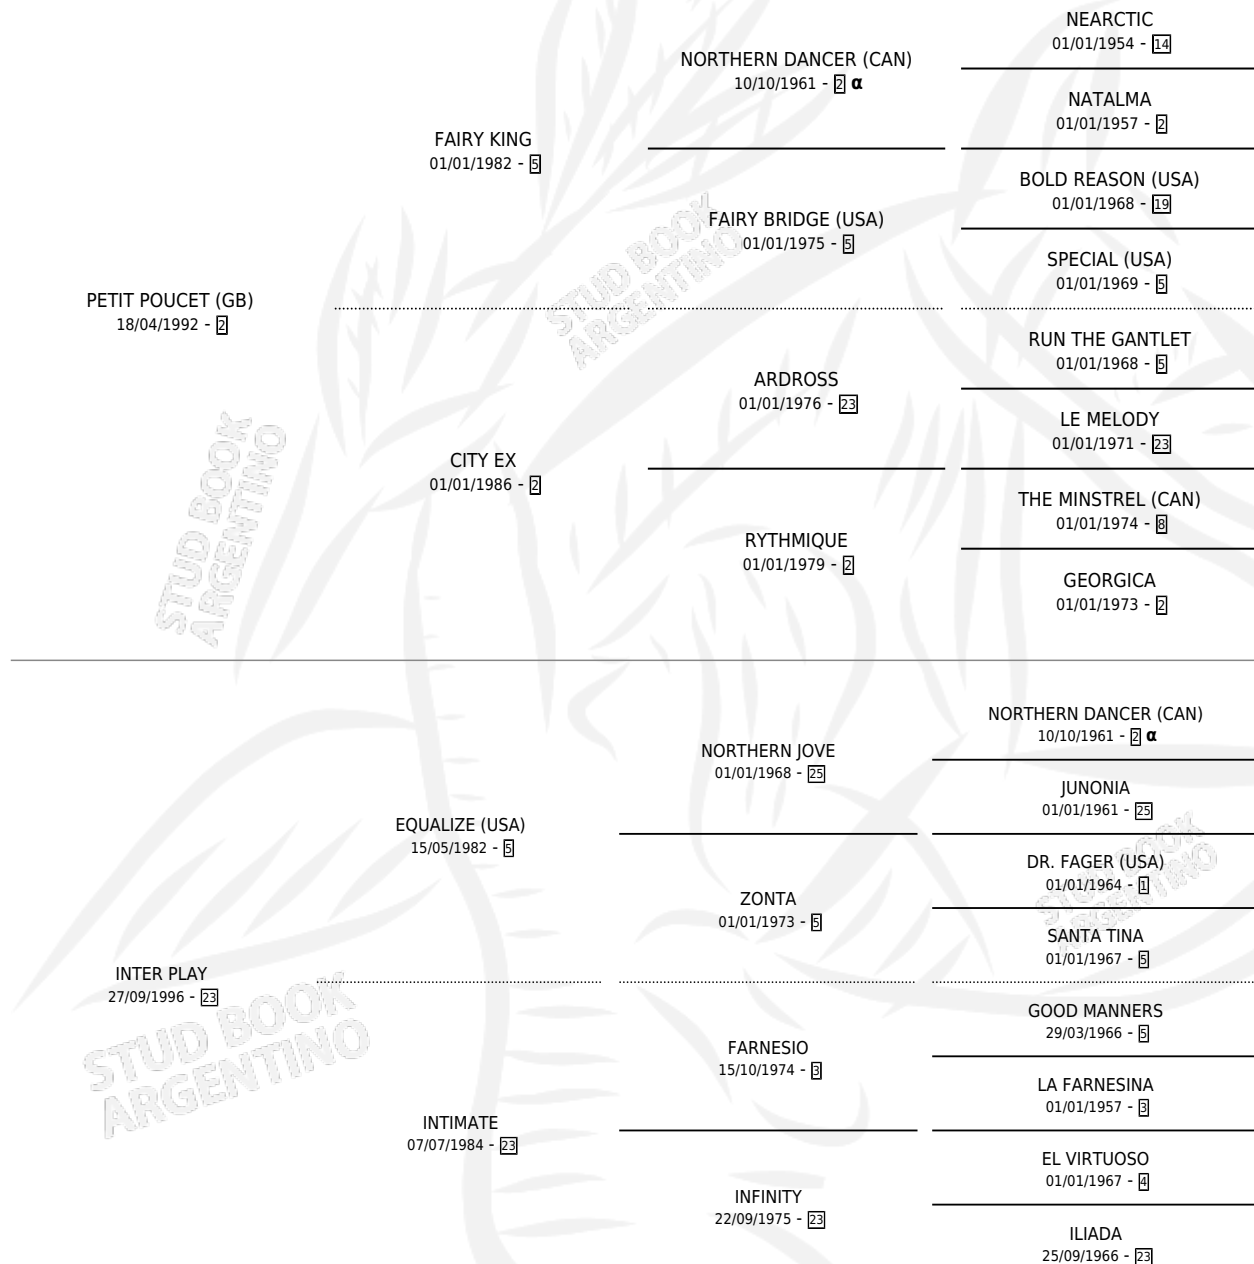 NEARCTIC
01/01/1954 - 14
NORTHERN DANCER (CAN)
10/10/1961 - 2 α
NATALMA
01/01/1957 - 2
FAIRY KING
01/01/1982 - 5
BOLD REASON (USA)
01/01/1968 - 19
FAIRY BRIDGE (USA)
01/01/1975 - 5
SPECIAL (USA)
01/01/1969 - 5
PETIT POUCET (GB)
18/04/1992 - 2
RUN THE GANTLET
01/01/1968 - 5
ARDROSS
01/01/1976 - 23
LE MELODY
01/01/1971 - 23
CITY EX
01/01/1986 - 2
THE MINSTREL (CAN)
01/01/1974 - 8
RYTHMIQUE
01/01/1979 - 2
GEORGICA
01/01/1973 - 2
NORTHERN DANCER (CAN)
10/10/1961 - 2 α
NORTHERN JOVE
01/01/1968 - 25
JUNONIA
01/01/1961 - 25
EQUALIZE (USA)
15/05/1982 - 5
DR. FAGER (USA)
01/01/1964 - 1
ZONTA
01/01/1973 - 5
SANTA TINA
01/01/1967 - 5
INTER PLAY
27/09/1996 - 23
GOOD MANNERS
29/03/1966 - 5
FARNESIO
15/10/1974 - 3
LA FARNESINA
01/01/1957 - 3
INTIMATE
07/07/1984 - 23
EL VIRTUOSO
01/01/1967 - 4
INFINITY
22/09/1975 - 23
ILIADA
25/09/1966 - 23
STUD BOOK
ARGENTINO
STUD BOOK
ARGENTINO
STUD BOOK
ARGENTINO
STUD BOOK
ARGENTINO